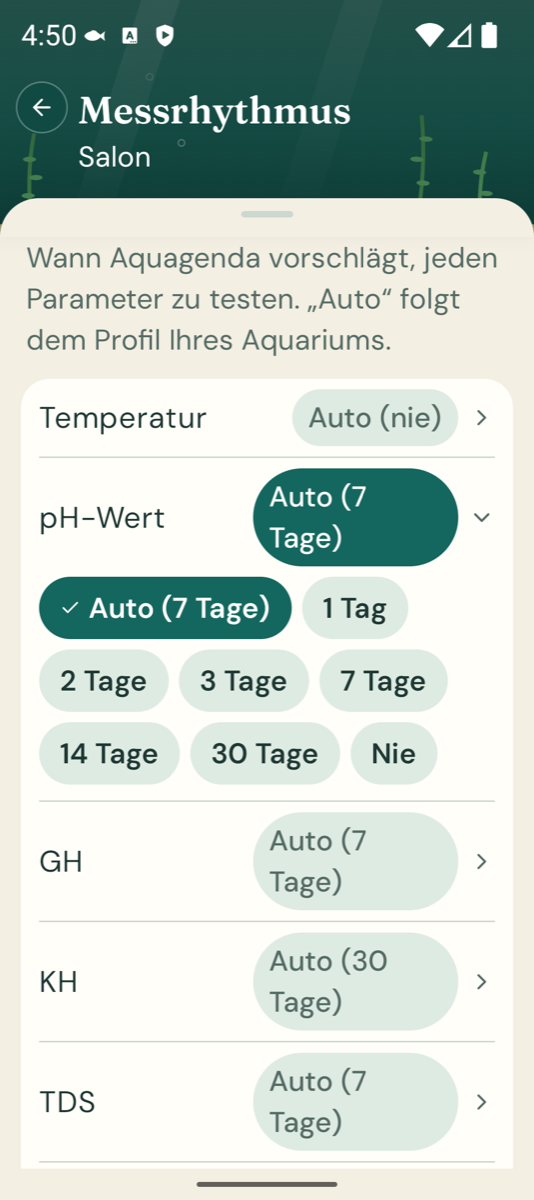 4:50
Messrhythmus
Salon
Wann Aquagenda vorschlägt, jeden
Parameter zu testen. „Auto“ folgt
dem Profil Ihres Aquariums.
Temperatur
Auto (nie)
pH-Wert
Auto (7
Tage)
Auto (7 Tage)
1 Tag
2 Tage
3 Tage
7 Tage
14 Tage
30 Tage
Nie
GH
Auto (7
Tage)
KH
Auto (30
Tage)
TDS
Auto (7
Tage)